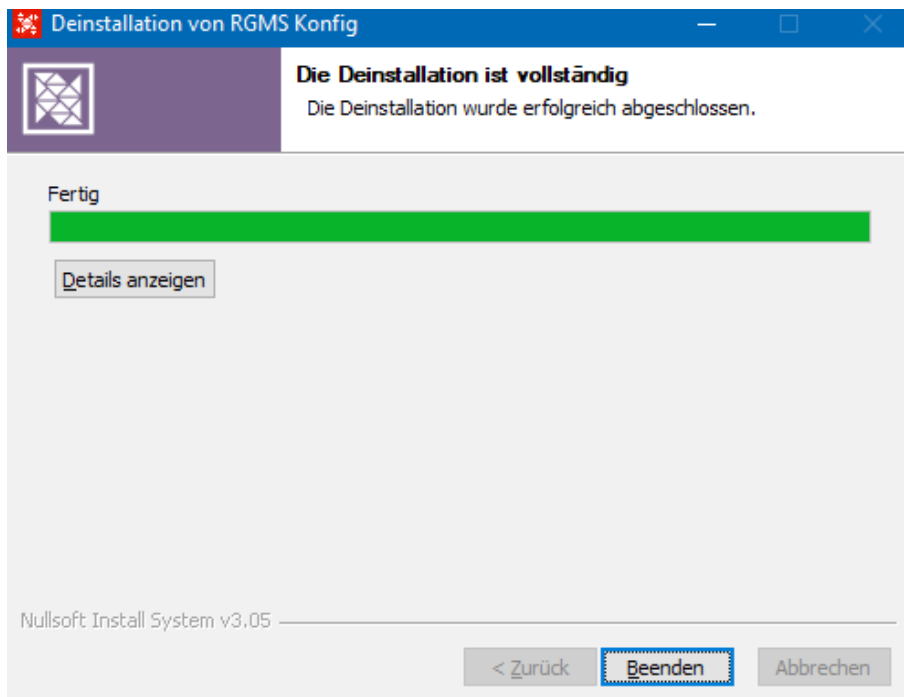 Deinstallation von RGMS Konfig
Die Deinstallation ist vollständig
Die Deinstallation wurde erfolgreich abgeschlossen.
Fertig
Details anzeigen
Nullsoft Install System v3.05
< Zurück Beenden Abbrechen